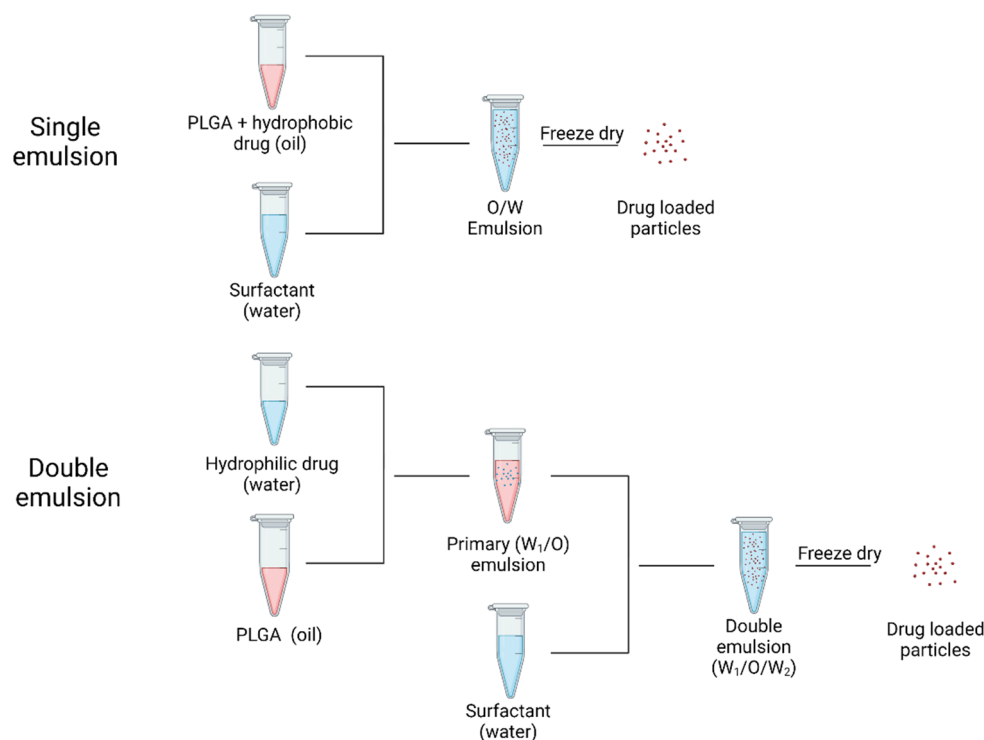 Single
emulsion
PLGA + hydrophobic
drug (oil)
Surfactant
(water)
O/W
Emulsion
Freeze dry
Drug loaded
particles
Double
emulsion
Hydrophilic drug
(water)
PLGA (oil)
Primary (W₁/O)
emulsion
Surfactant
(water)
Double
emulsion
(W₁/O/W₂)
Freeze dry
Drug loaded
particles